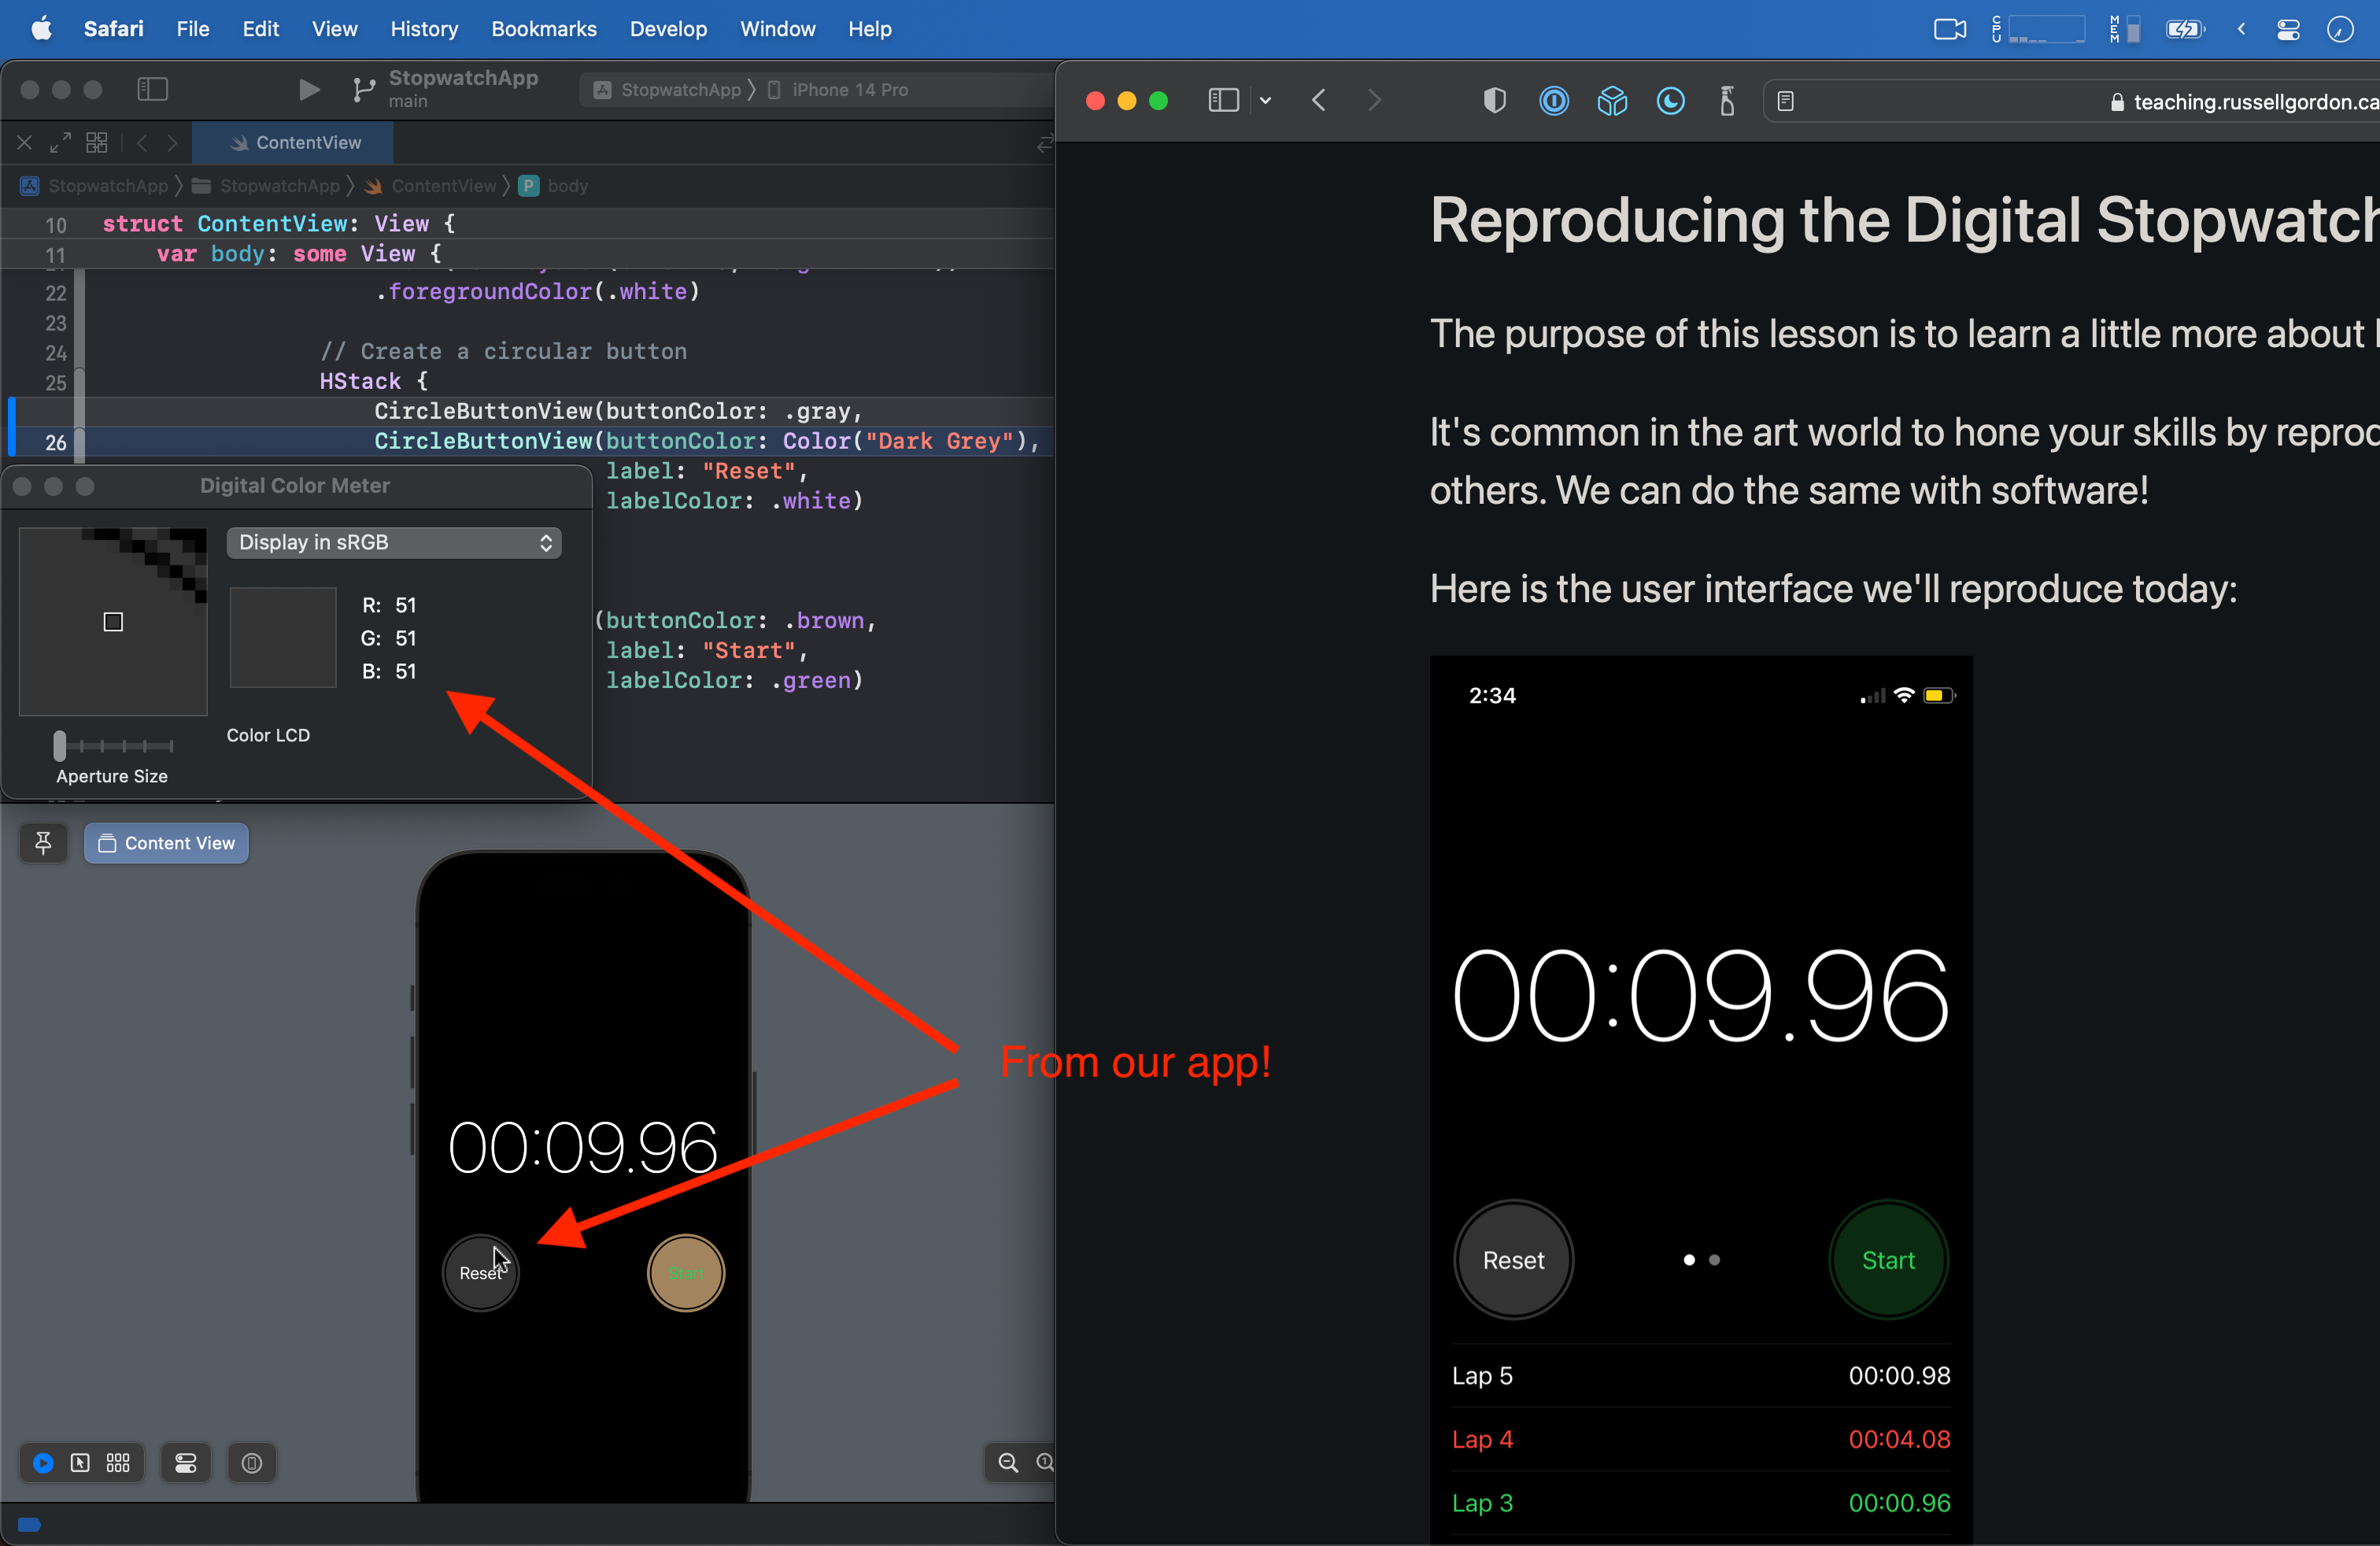 Safari File Edit View History Bookmarks Develop Window Help
CPU
MEM
StopwatchApp
main
StopwatchApp 〉 iPhone 14 Pro
ContentView
StopwatchApp 〉 StopwatchApp 〉 ContentView 〉 P body
10 struct ContentView: View {
11 var body: some View {
22 .foregroundColor(.white)
23
24 // Create a circular button
25 HStack {
CircleButtonView(buttonColor: .gray,
26 CircleButtonView(buttonColor: Color("Dark Grey"),
label: "Reset",
labelColor: .white)
(buttonColor: .brown,
label: "Start",
labelColor: .green)
Digital Color Meter
Display in sRGB
R: 51
G: 51
B: 51
Color LCD
Aperture Size
Content View
00:09.96
Reset
Start
From our app!
teaching.russellgordon.ca
Reproducing the Digital Stopwatch
The purpose of this lesson is to learn a little more about
It's common in the art world to hone your skills by reproc
others. We can do the same with software!
Here is the user interface we'll reproduce today:
2:34
00:09.96
Reset
Start
Lap 5 00:00.98
Lap 4 00:04.08
Lap 3 00:00.96